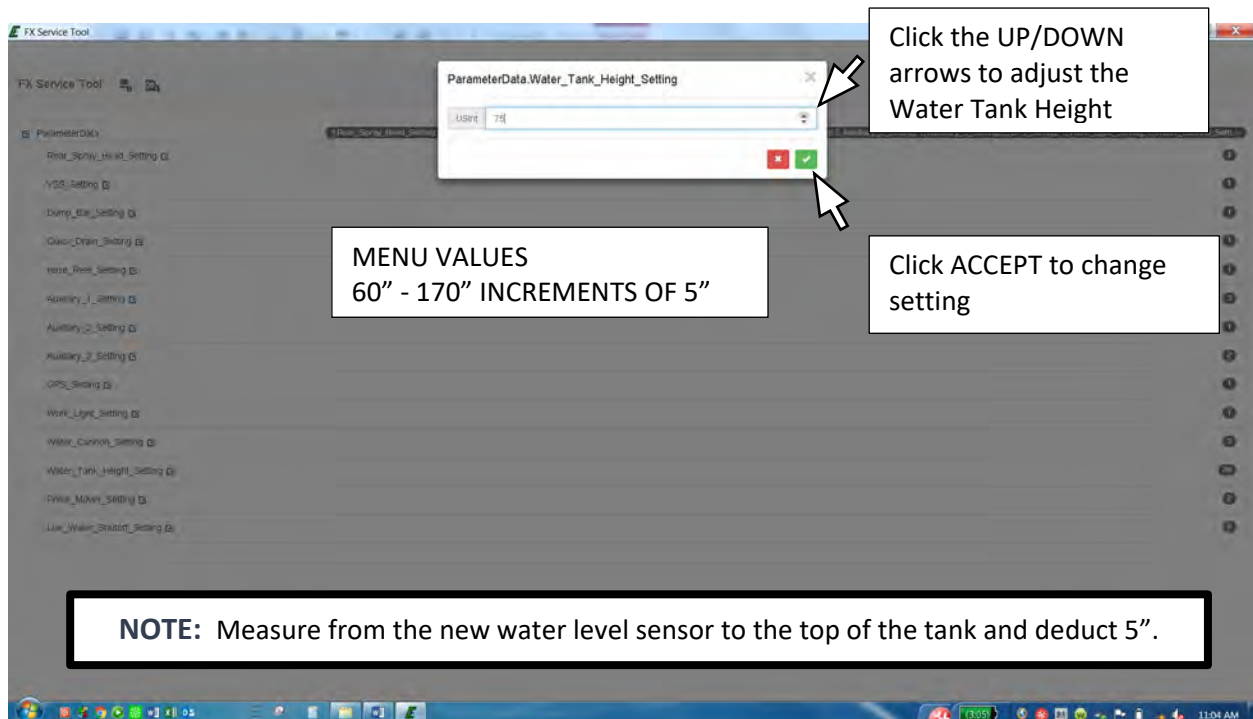 FX Service Tool
Click the UP/DOWN
arrows to adjust the
Water Tank Height
FX Service Tool
ParameterData.Water_Tank_Height_Setting
USInt 75
ParameterData
Rear_Spray_Head_Setting
VSS_Setting
Dump_Bar_Setting
Quick_Drain_Setting
Hose_Reel_Setting
Auxiliary_1_Setting
Auxiliary_2_Setting
Auxiliary_2_Setting
GPS_Setting
Work_Light_Setting
Water_Cannon_Setting
Water_Tank_Height_Setting
Prime_Mover_Setting
Low_Water_Shutoff_Setting
MENU VALUES
60” - 170” INCREMENTS OF 5”
Click ACCEPT to change
setting
NOTE: Measure from the new water level sensor to the top of the tank and deduct 5”.
(3:05) 11:04 AM